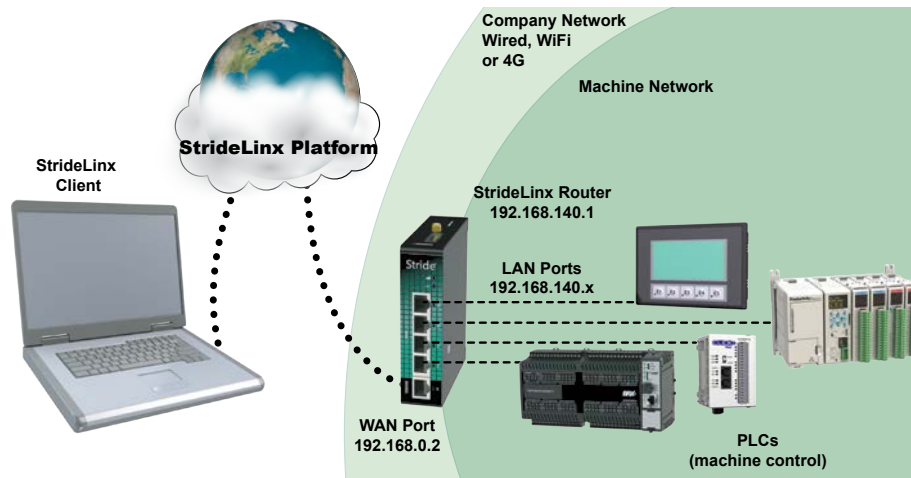 Company Network
Wired, WiFi
or 4G
Machine Network
StrideLinx Platform
StrideLinx
Client
StrideLinx Router
192.168.140.1
Stride
LAN Ports
192.168.140.x
WAN Port
192.168.0.2
PLCs
(machine control)